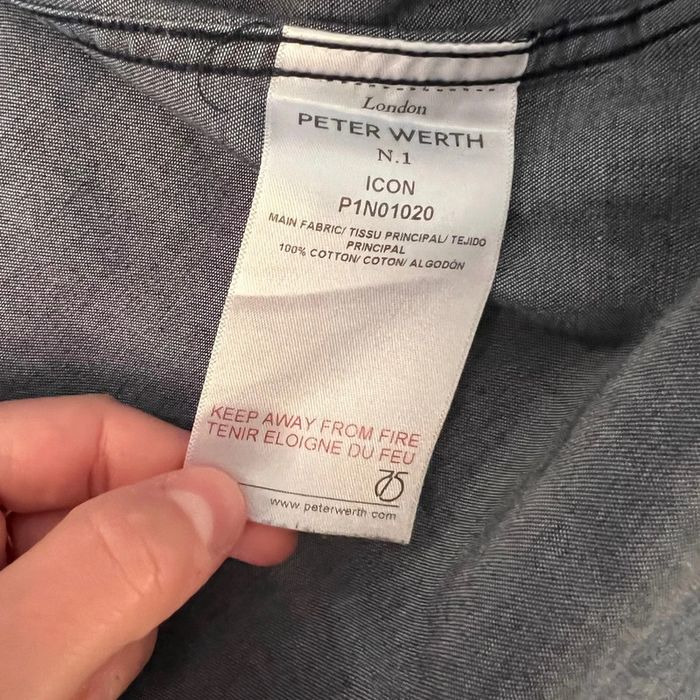 London
PETER WERTH
N.1
ICON
P1N01020
MAIN FABRIC/ TISSU PRINCIPAL/ TEJIDO
PRINCIPAL
100% COTTON/ COTON/ ALGODÓN
KEEP AWAY FROM FIRE
TENIR ELOIGNE DU FEU
75
www.peterwerth.com